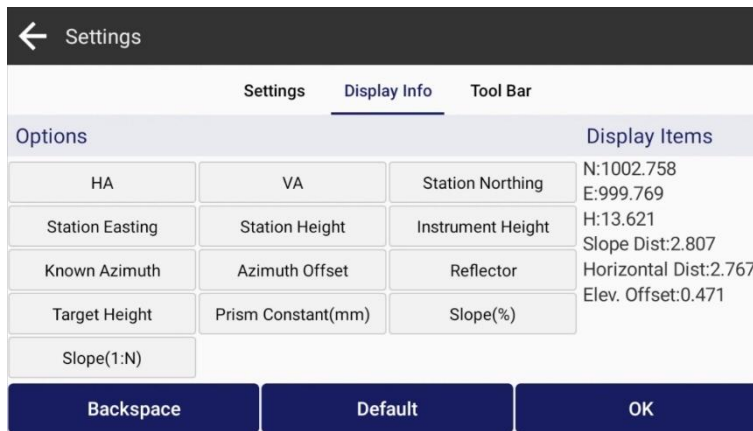 Settings
Settings Display Info Tool Bar
Options
HA VA Station Northing
Station Easting Station Height Instrument Height
Known Azimuth Azimuth Offset Reflector
Target Height Prism Constant(mm) Slope(%)
Slope(1:N)
Display Items
N:1002.758
E:999.769
H:13.621
Slope Dist:2.807
Horizontal Dist:2.767
Elev. Offset:0.471
Backspace Default OK